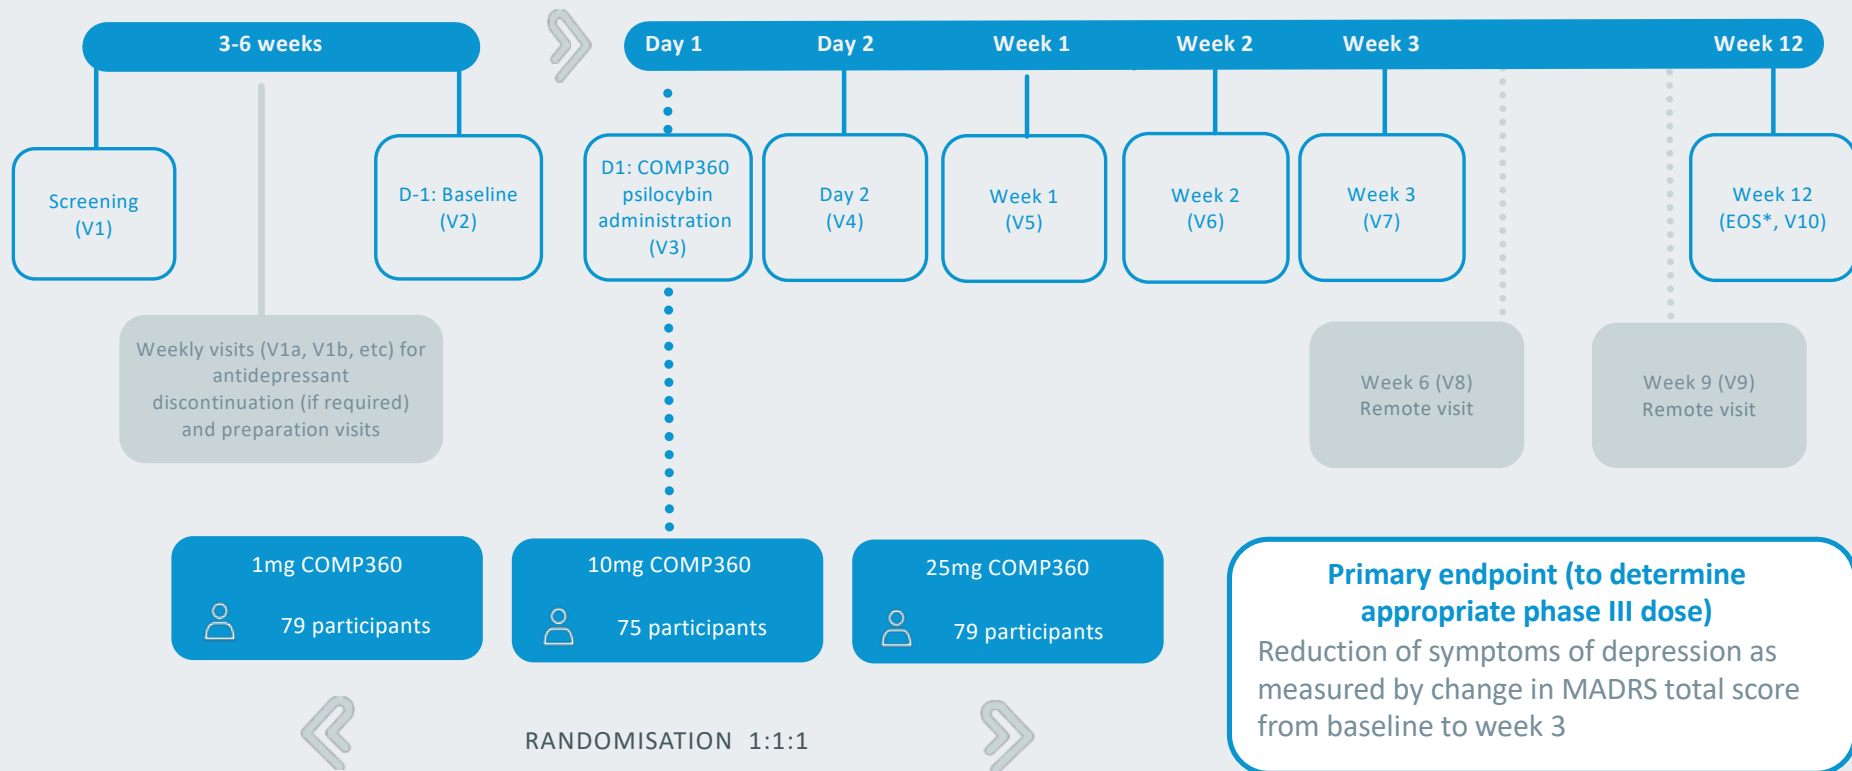 3-6 weeks
Day 1
Day 2
Week 1
Week 2
Week 3
Week 12
Screening
(V1)
D-1: Baseline
(V2)
D1: COMP360
psilocybin
administration
(V3)
Day 2
(V4)
Week 1
(V5)
Week 2
(V6)
Week 3
(V7)
Week 12
(EOS*, V10)
Weekly visits (V1a, V1b, etc) for
antidepressant
discontinuation (if required)
and preparation visits
Week 6 (V8)
Remote visit
Week 9 (V9)
Remote visit
1mg COMP360
79 participants
10mg COMP360
75 participants
25mg COMP360
79 participants
RANDOMISATION 1:1:1
Primary endpoint (to determine
appropriate phase III dose)
Reduction of symptoms of depression as
measured by change in MADRS total score
from baseline to week 3